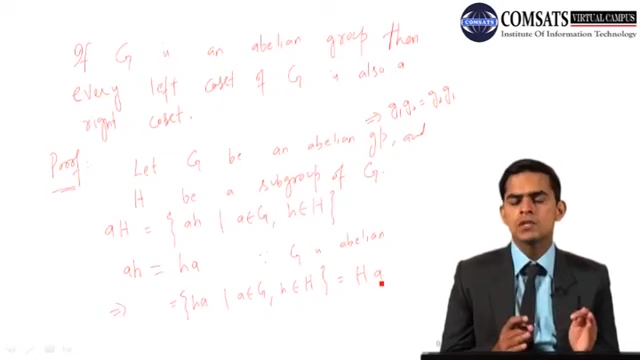 COMSATS VIRTUAL CAMPUS
Institute Of Information Technology
If G is an abelian group then
every left coset of G is also a
right coset.
Proof: Let G be an abelian gp, and ⇒ g₁g₂ = g₂g₁
H be a subgroup of G.
aH = { ah | a ∈ G, h ∈ H }
ah = ha ∵ G is abelian
⇒ = { ha | a ∈ G, h ∈ H } = Ha